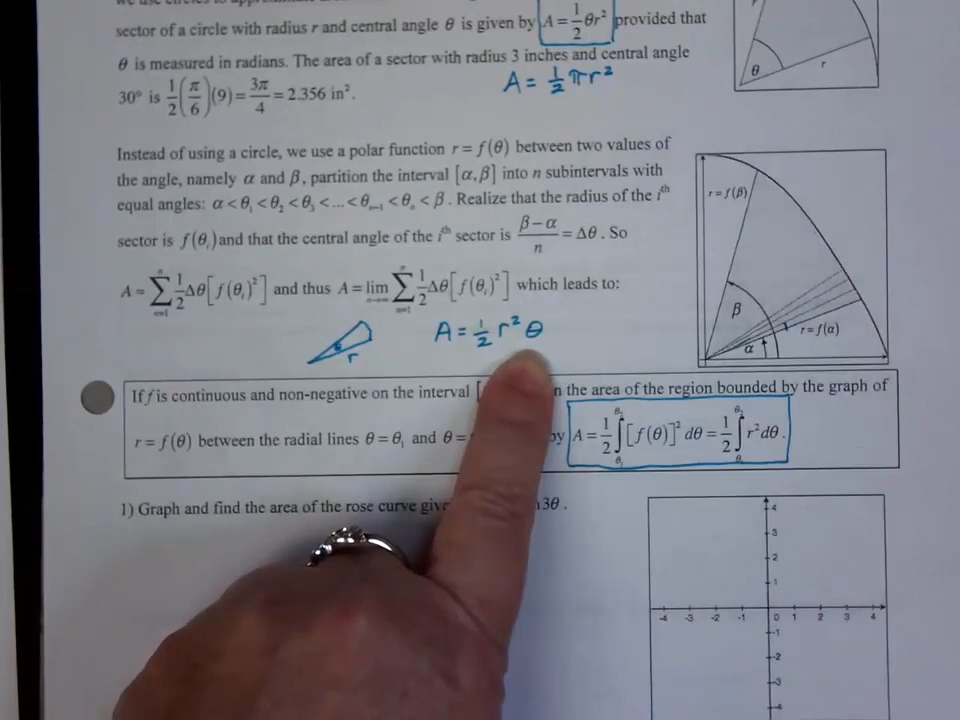 sector of a circle with radius r and central angle θ is given by A = 1/2 θr² provided that
θ is measured in radians. The area of a sector with radius 3 inches and central angle
30° is 1/2 (π/6)(9) = 3π/4 = 2.356 in².
A = 1/2 πr²
θ
r
Instead of using a circle, we use a polar function r = f(θ) between two values of
the angle, namely α and β, partition the interval [α, β] into n subintervals with
equal angles: α < θ₁ < θ₂ < θ₃ < ... < θₙ₋₁ < θₙ < β. Realize that the radius of the iᵗʰ
sector is f(θᵢ) and that the central angle of the iᵗʰ sector is (β−α)/n = Δθ. So
A = Σ 1/2 Δθ[f(θᵢ)²] and thus A = lim Σ 1/2 Δθ[f(θᵢ)²] which leads to:
r = f(β)
β
r = f(α)
α
θ
r
A = 1/2 r² θ
If f is continuous and non-negative on the interval [ the area of the region bounded by the graph of
r = f(θ) between the radial lines θ = θ₁ and θ = by A = 1/2 ∫[f(θ)]² dθ = 1/2 ∫r²dθ.
1) Graph and find the area of the rose curve 3θ.
4
3
2
1
-4 -3 -2 -1 0 1 2 3 4
-1
-2
-3
-4